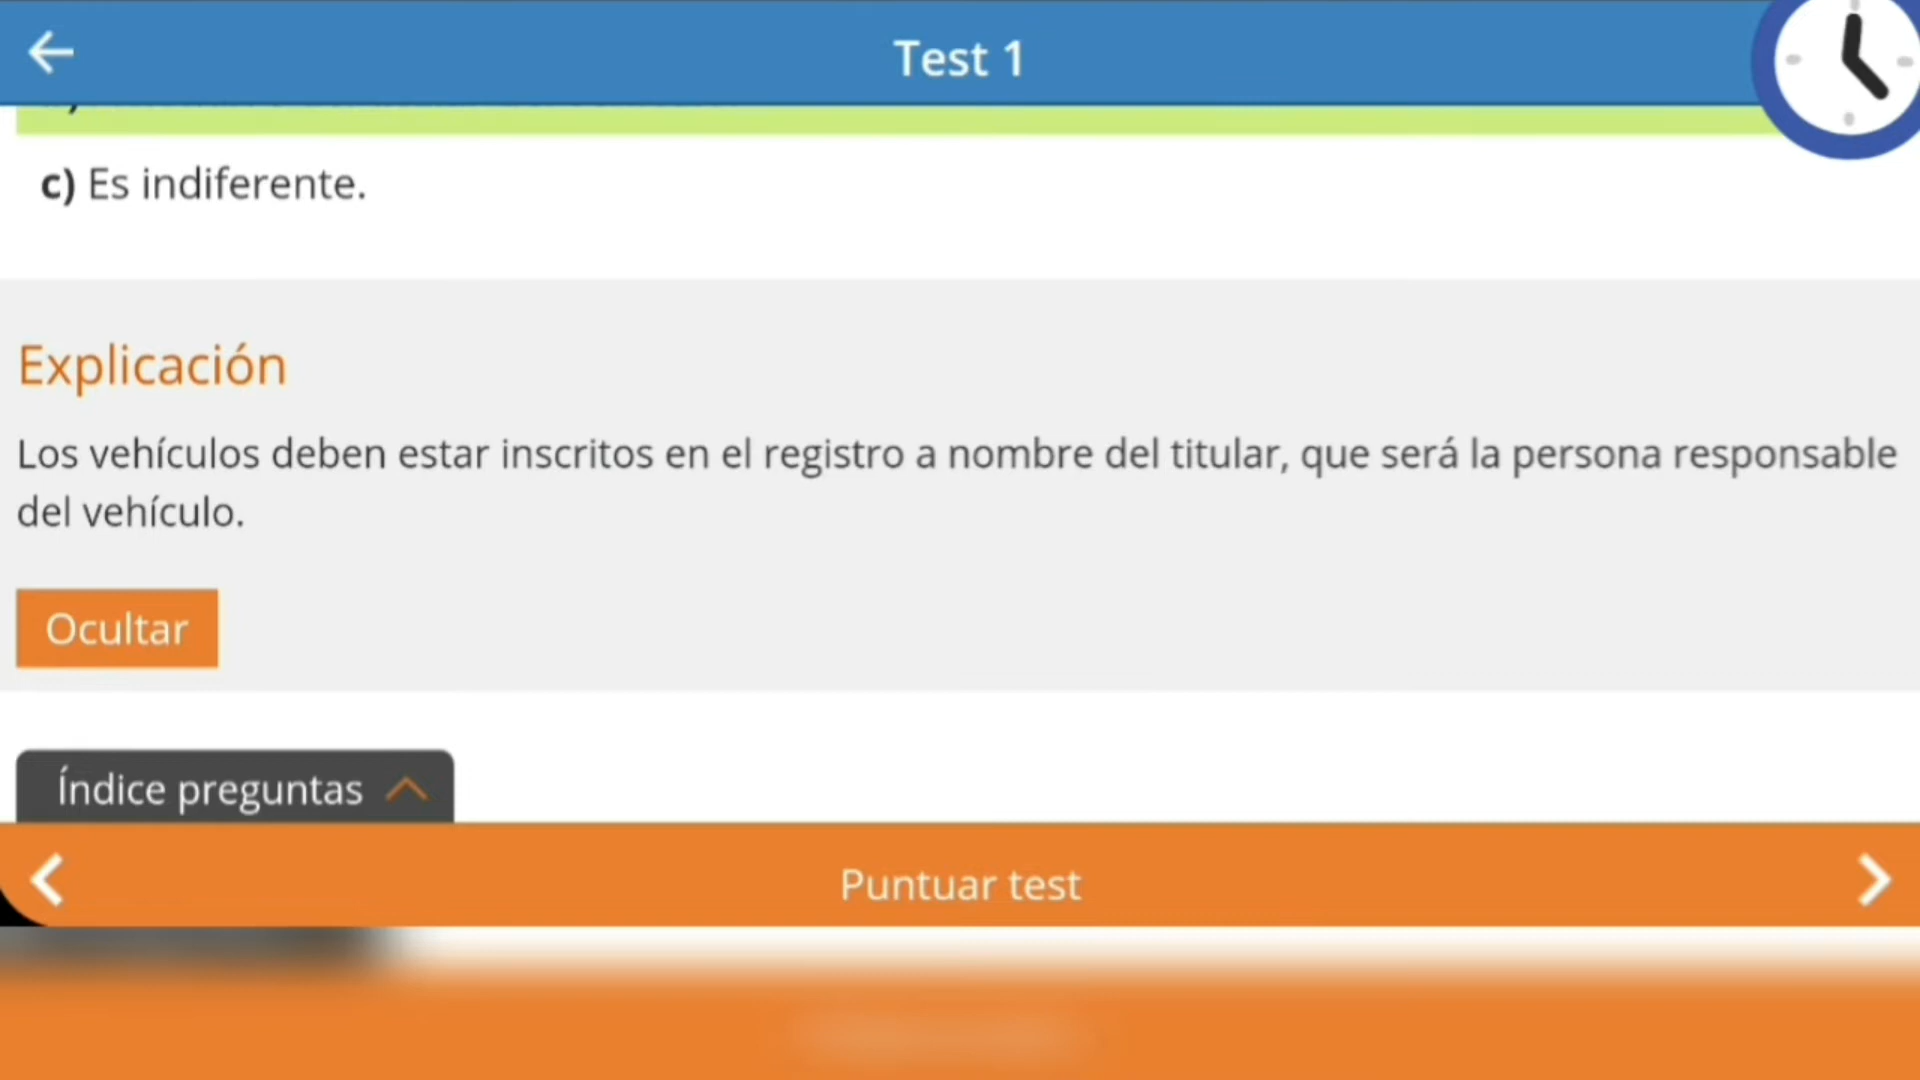 Test 1
c) Es indiferente.
Explicación
Los vehículos deben estar inscritos en el registro a nombre del titular, que será la persona responsable
del vehículo.
Ocultar
Índice preguntas
Puntuar test